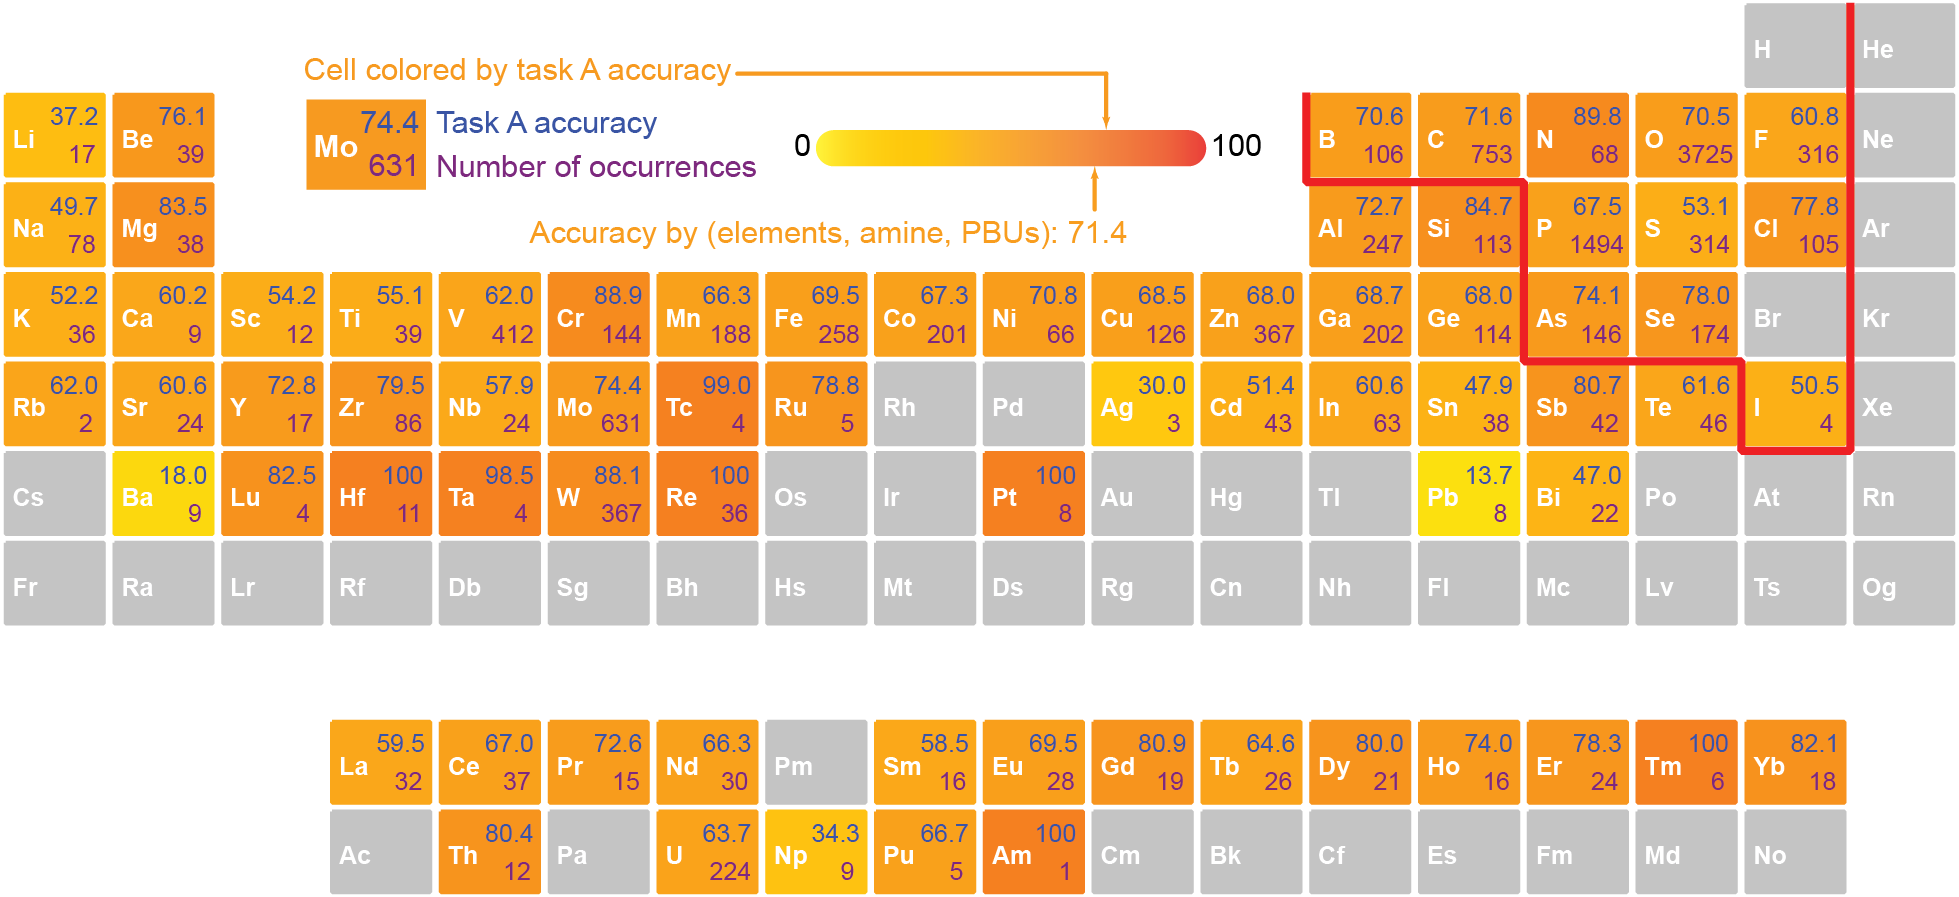 H He
Cell colored by task A accuracy
Li 37.2 17 Be 76.1 39
Mo 74.4 631 Task A accuracy Number of occurrences
0 100
Accuracy by (elements, amine, PBUs): 71.4
B 70.6 106 C 71.6 753 N 89.8 68 O 70.5 3725 F 60.8 316 Ne
Na 49.7 78 Mg 83.5 38 Al 72.7 247 Si 84.7 113 P 67.5 1494 S 53.1 314 Cl 77.8 105 Ar
K 52.2 36 Ca 60.2 9 Sc 54.2 12 Ti 55.1 39 V 62.0 412 Cr 88.9 144 Mn 66.3 188 Fe 69.5 258 Co 67.3 201 Ni 70.8 66 Cu 68.5 126 Zn 68.0 367 Ga 68.7 202 Ge 68.0 114 As 74.1 146 Se 78.0 174 Br Kr
Rb 62.0 2 Sr 60.6 24 Y 72.8 17 Zr 79.5 86 Nb 57.9 24 Mo 74.4 631 Tc 99.0 4 Ru 78.8 5 Rh Pd Ag 30.0 3 Cd 51.4 43 In 60.6 63 Sn 47.9 38 Sb 80.7 42 Te 61.6 46 I 50.5 4 Xe
Cs Ba 18.0 9 Lu 82.5 4 Hf 100 11 Ta 98.5 4 W 88.1 367 Re 100 36 Os Ir Pt 100 8 Au Hg Tl Pb 13.7 8 Bi 47.0 22 Po At Rn
Fr Ra Lr Rf Db Sg Bh Hs Mt Ds Rg Cn Nh Fl Mc Lv Ts Og
La 59.5 32 Ce 67.0 37 Pr 72.6 15 Nd 66.3 30 Pm Sm 58.5 16 Eu 69.5 28 Gd 80.9 19 Tb 64.6 26 Dy 80.0 21 Ho 74.0 16 Er 78.3 24 Tm 100 6 Yb 82.1 18
Ac Th 80.4 12 Pa U 63.7 224 Np 34.3 9 Pu 66.7 5 Am 100 1 Cm Bk Cf Es Fm Md No